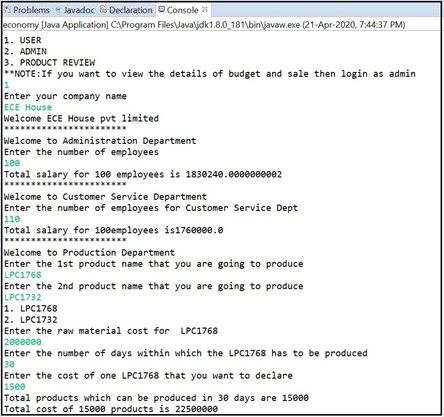 Problems @ Javadoc Declaration Console
economy [Java Application] C:\Program Files\Java\jdk1.8.0_181\bin\javaw.exe (21-Apr-2020, 7:44:37 PM)
1. USER
2. ADMIN
3. PRODUCT REVIEW
**NOTE:If you want to view the details of budget and sale then login as admin
1
Enter your company name
ECE House
Welcome ECE House pvt limited
***********************
Welcome to Administration Department
Enter the number of employees
100
Total salary for 100 employees is 1830240.0000000002
***********************
Welcome to Customer Service Department
Enter the number of employees for Customer Service Dept
110
Total salary for 100employees is1760000.0
***********************
Welcome to Production Department
Enter the 1st product name that you are going to produce
LPC1768
Enter the 2nd product name that you are going to produce
LPC1732
1. LPC1768
2. LPC1732
Enter the raw material cost for  LPC1768
2000000
Enter the number of days within which the LPC1768 has to be produced
30
Enter the cost of one LPC1768 that you want to declare
1500
Total products which can be produced in 30 days are 15000
Total cost of 15000 products is 22500000